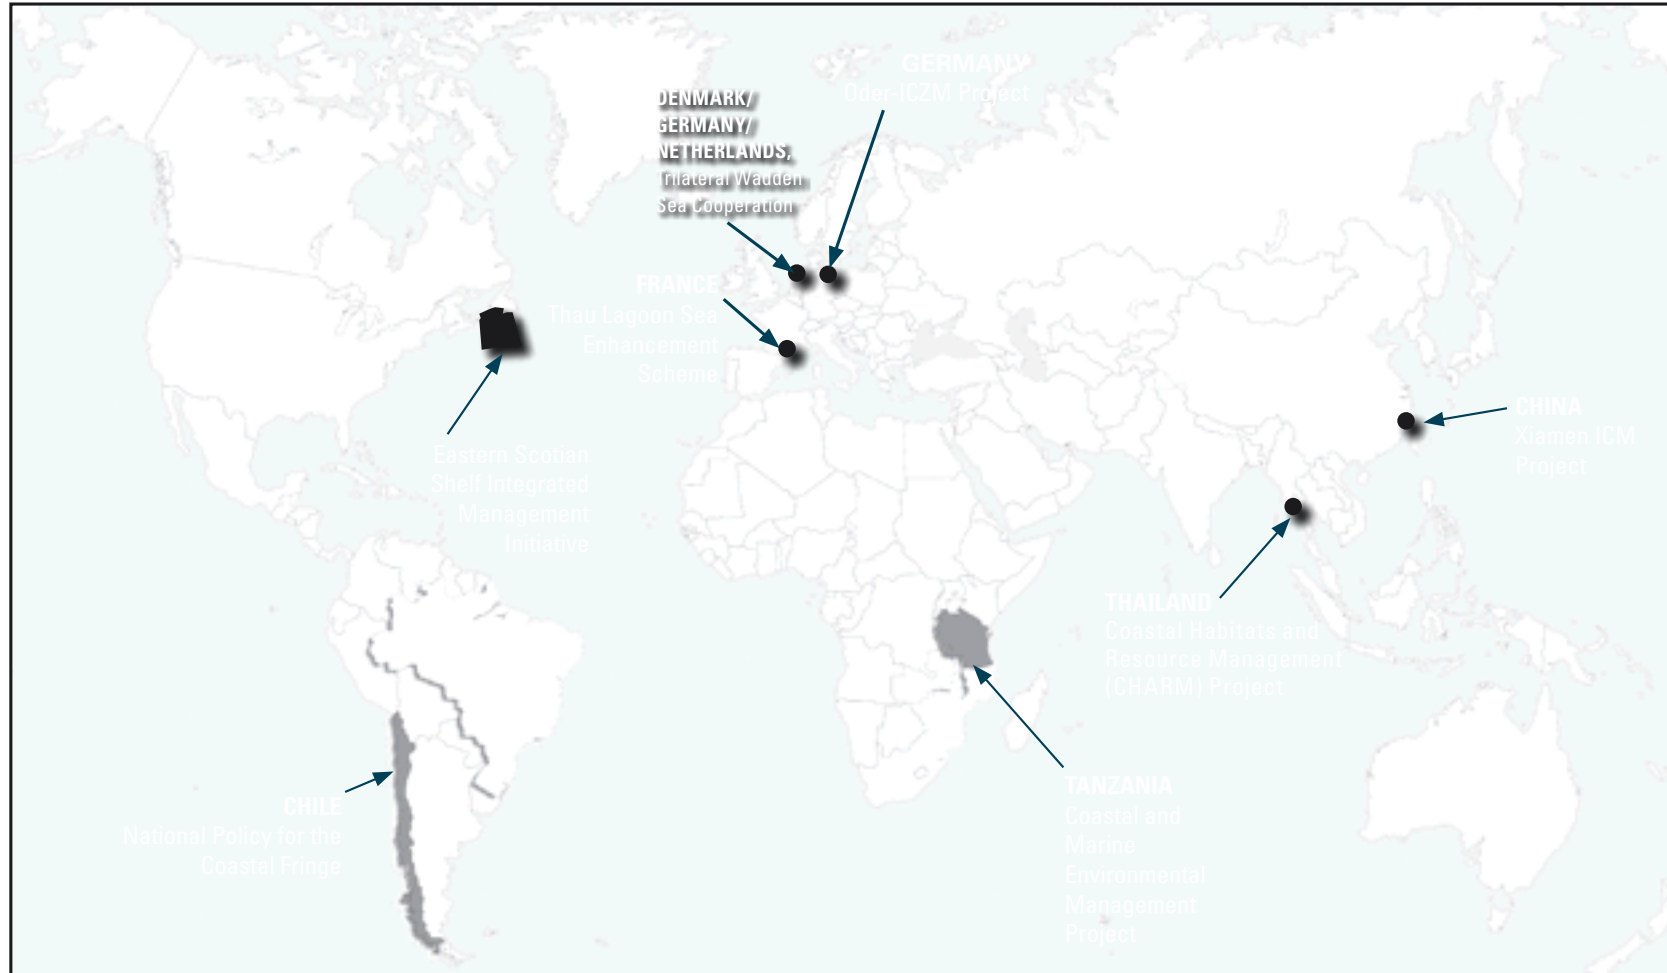 GERMANY
Oder-ICZM Project
DENMARK/
GERMANY/
NETHERLANDS,
Trilateral Wadden
Sea Cooperation
FRANCE
Thau Lagoon Sea
Enhancement
Scheme
Eastern Scotian
Shelf Integrated
Management
Initiative
CHINA
Xiamen ICM
Project
THAILAND
Coastal Habitats and
Resource Management
(CHARM) Project
TANZANIA
Coastal and
Marine
Environmental
Management
Project
CHILE
National Policy for the
Coastal Fringe